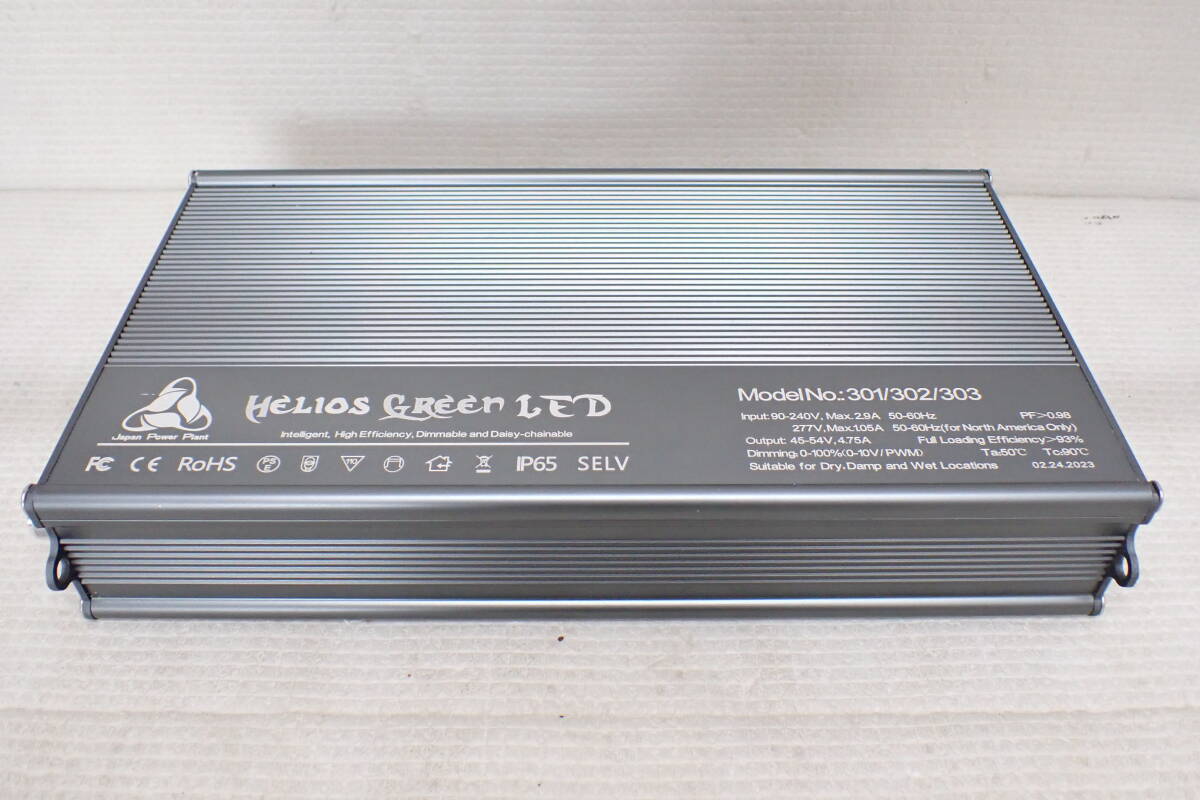 Japan Power Plant
HELIOS GREEN LED
Intelligent, High Efficiency, Dimmable and Daisy-chainable
FC CE RoHS PSE 110 IP65 SELV
Model No.: 301/302/303
Input: 90-240V, Max. 2.9A 50-60Hz PF>0.98
277V, Max.1.05A 50-60Hz(for North America Only)
Output: 45-54V, 4.75A Full Loading Efficiency>93%
Dimming: 0-100%(0-10V/PWM) Ta:50℃ Tc:90℃
Suitable for Dry, Damp and Wet Locations 02.24.2023